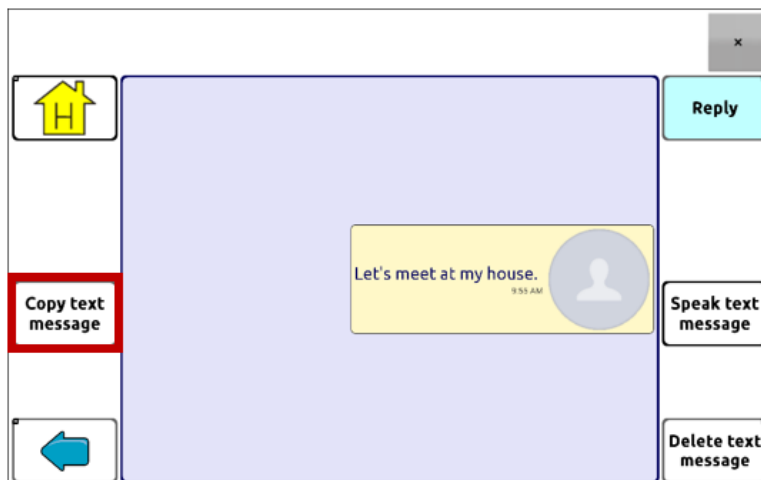 ×
H
Reply
Let's meet at my house.
9:55 AM
Copy text
message
Speak text
message
Delete text
message